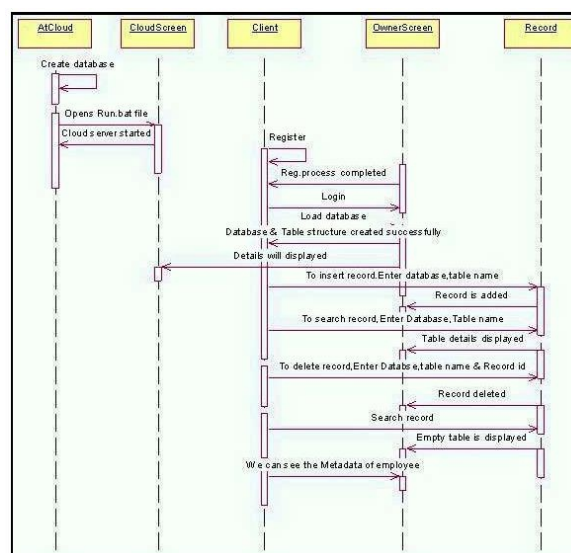 AtCloud CloudScreen Client OwnerScreen Record
Create database
Opens Run.bat file
Cloud server started
Register
Reg.process completed
Login
Load database
Database & Table structure created successfully
Details will displayed
To insert record.Enter database,table name
Record is added
To search record,Enter Database,Table name
Table details displayed
To delete record,Enter Databse,table name & Record id
Record deleted
Search record
Empty table is displayed
We can see the Metadata of employee